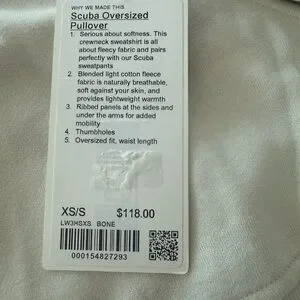 WHY WE MADE THIS
Scuba Oversized
Pullover
1. Serious about softness. This
crewneck sweatshirt is all
about fleecy fabric and pairs
perfectly with our Scuba
sweatpants
2. Blended light cotton fleece
fabric is naturally breathable,
soft against your skin, and
provides lightweight warmth
3. Ribbed panels at the sides and
under the arms for added
mobility
4. Thumbholes
5. Oversized fit, waist length
XS/S $118.00
LW3HSXS BONE
000154827293